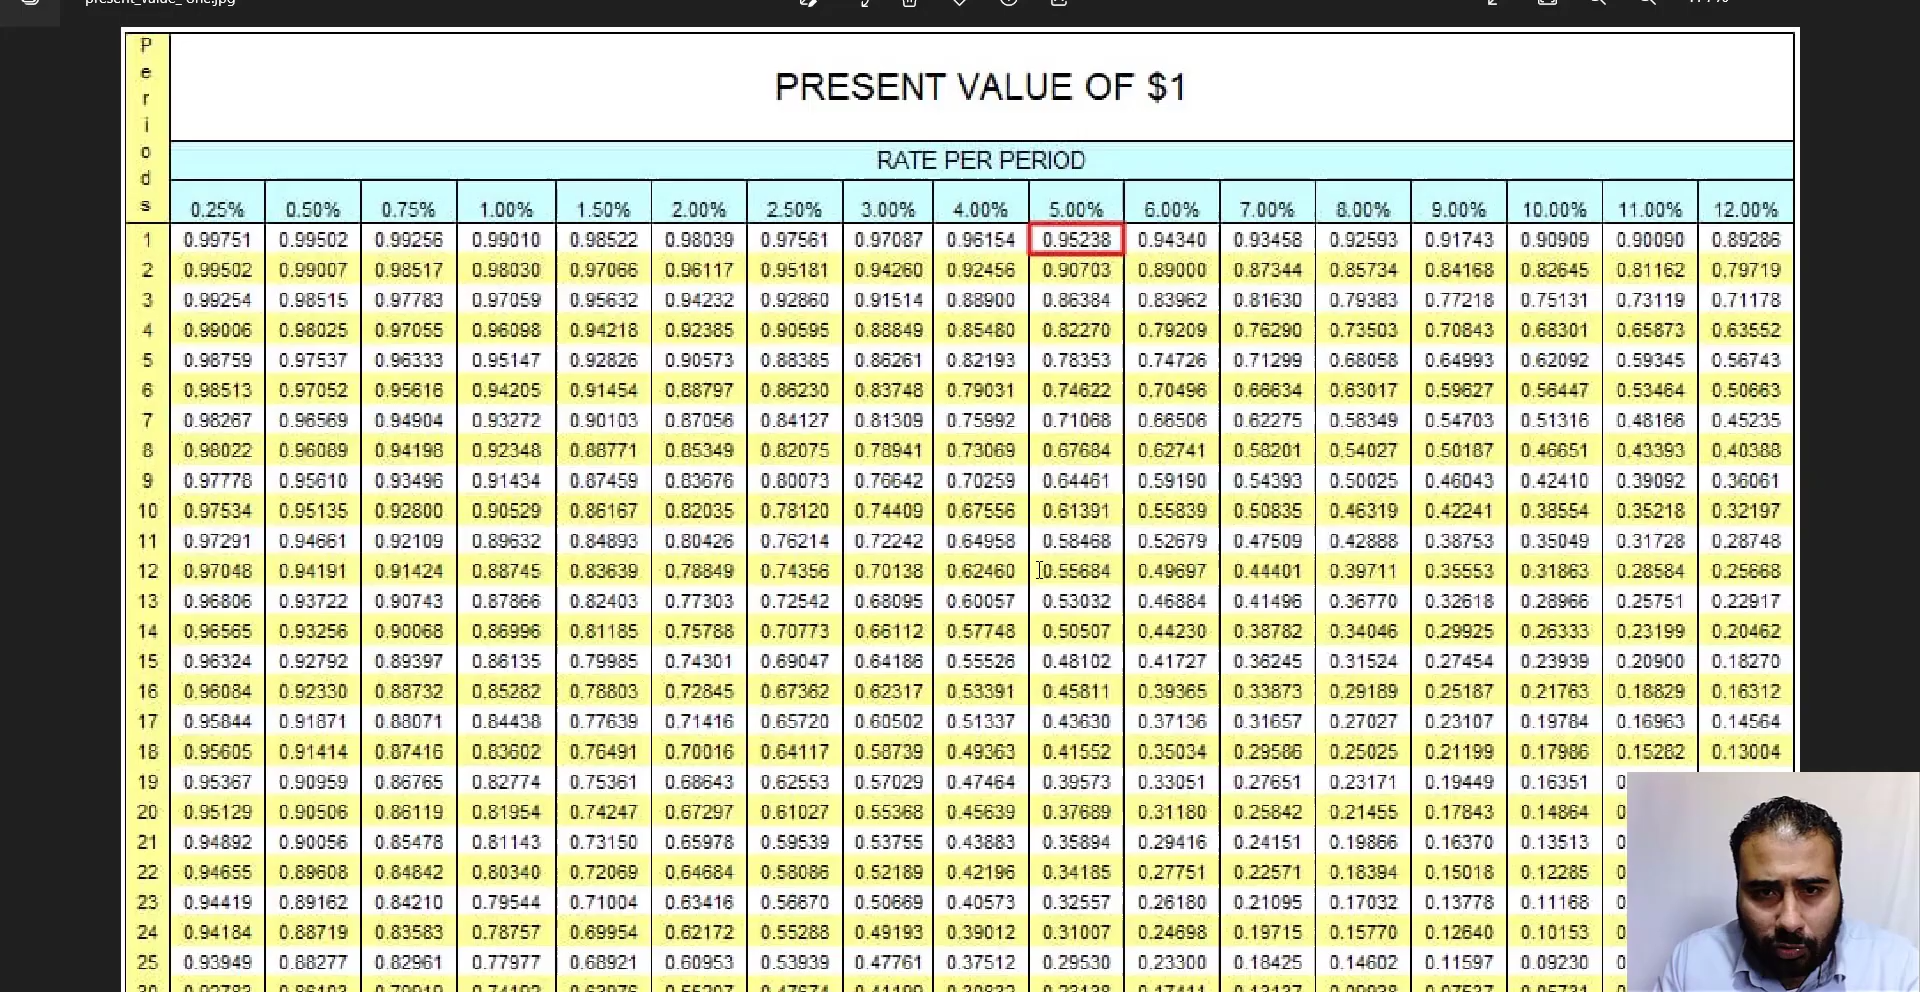 present_value_ one.jpg
Periods
PRESENT VALUE OF $1
RATE PER PERIOD
0.25% 0.50% 0.75% 1.00% 1.50% 2.00% 2.50% 3.00% 4.00% 5.00% 6.00% 7.00% 8.00% 9.00% 10.00% 11.00% 12.00%
1 0.99751 0.99502 0.99256 0.99010 0.98522 0.98039 0.97561 0.97087 0.96154 0.95238 0.94340 0.93458 0.92593 0.91743 0.90909 0.90090 0.89286
2 0.99502 0.99007 0.98517 0.98030 0.97066 0.96117 0.95181 0.94260 0.92456 0.90703 0.89000 0.87344 0.85734 0.84168 0.82645 0.81162 0.79719
3 0.99254 0.98515 0.97783 0.97059 0.95632 0.94232 0.92860 0.91514 0.88900 0.86384 0.83962 0.81630 0.79383 0.77218 0.75131 0.73119 0.71178
4 0.99006 0.98025 0.97055 0.96098 0.94218 0.92385 0.90595 0.88849 0.85480 0.82270 0.79209 0.76290 0.73503 0.70843 0.68301 0.65873 0.63552
5 0.98759 0.97537 0.96333 0.95147 0.92826 0.90573 0.88385 0.86261 0.82193 0.78353 0.74726 0.71299 0.68058 0.64993 0.62092 0.59345 0.56743
6 0.98513 0.97052 0.95616 0.94205 0.91454 0.88797 0.86230 0.83748 0.79031 0.74622 0.70496 0.66634 0.63017 0.59627 0.56447 0.53464 0.50663
7 0.98267 0.96569 0.94904 0.93272 0.90103 0.87056 0.84127 0.81309 0.75992 0.71068 0.66506 0.62275 0.58349 0.54703 0.51316 0.48166 0.45235
8 0.98022 0.96089 0.94198 0.92348 0.88771 0.85349 0.82075 0.78941 0.73069 0.67684 0.62741 0.58201 0.54027 0.50187 0.46651 0.43393 0.40388
9 0.97778 0.95610 0.93496 0.91434 0.87459 0.83676 0.80073 0.76642 0.70259 0.64461 0.59190 0.54393 0.50025 0.46043 0.42410 0.39092 0.36061
10 0.97534 0.95135 0.92800 0.90529 0.86167 0.82035 0.78120 0.74409 0.67556 0.61391 0.55839 0.50835 0.46319 0.42241 0.38554 0.35218 0.32197
11 0.97291 0.94661 0.92109 0.89632 0.84893 0.80426 0.76214 0.72242 0.64958 0.58468 0.52679 0.47509 0.42888 0.38753 0.35049 0.31728 0.28748
12 0.97048 0.94191 0.91424 0.88745 0.83639 0.78849 0.74356 0.70138 0.62460 0.55684 0.49697 0.44401 0.39711 0.35553 0.31863 0.28584 0.25668
13 0.96806 0.93722 0.90743 0.87866 0.82403 0.77303 0.72542 0.68095 0.60057 0.53032 0.46884 0.41496 0.36770 0.32618 0.28966 0.25751 0.22917
14 0.96565 0.93256 0.90068 0.86996 0.81185 0.75788 0.70773 0.66112 0.57748 0.50507 0.44230 0.38782 0.34046 0.29925 0.26333 0.23199 0.20462
15 0.96324 0.92792 0.89397 0.86135 0.79985 0.74301 0.69047 0.64186 0.55526 0.48102 0.41727 0.36245 0.31524 0.27454 0.23939 0.20900 0.18270
16 0.96084 0.92330 0.88732 0.85282 0.78803 0.72845 0.67362 0.62317 0.53391 0.45811 0.39365 0.33873 0.29189 0.25187 0.21763 0.18829 0.16312
17 0.95844 0.91871 0.88071 0.84438 0.77639 0.71416 0.65720 0.60502 0.51337 0.43630 0.37136 0.31657 0.27027 0.23107 0.19784 0.16963 0.14564
18 0.95605 0.91414 0.87416 0.83602 0.76491 0.70016 0.64117 0.58739 0.49363 0.41552 0.35034 0.29586 0.25025 0.21199 0.17986 0.15282 0.13004
19 0.95367 0.90959 0.86765 0.82774 0.75361 0.68643 0.62553 0.57029 0.47464 0.39573 0.33051 0.27651 0.23171 0.19449 0.16351
20 0.95129 0.90506 0.86119 0.81954 0.74247 0.67297 0.61027 0.55368 0.45639 0.37689 0.31180 0.25842 0.21455 0.17843 0.14864
21 0.94892 0.90056 0.85478 0.81143 0.73150 0.65978 0.59539 0.53755 0.43883 0.35894 0.29416 0.24151 0.19866 0.16370 0.13513
22 0.94655 0.89608 0.84842 0.80340 0.72069 0.64684 0.58086 0.52189 0.42196 0.34185 0.27751 0.22571 0.18394 0.15018 0.12285
23 0.94419 0.89162 0.84210 0.79544 0.71004 0.63416 0.56670 0.50669 0.40573 0.32557 0.26180 0.21095 0.17032 0.13778 0.11168
24 0.94184 0.88719 0.83583 0.78757 0.69954 0.62172 0.55288 0.49193 0.39012 0.31007 0.24698 0.19715 0.15770 0.12640 0.10153
25 0.93949 0.88277 0.82961 0.77977 0.68921 0.60953 0.53939 0.47761 0.37512 0.29530 0.23300 0.18425 0.14602 0.11597 0.09230